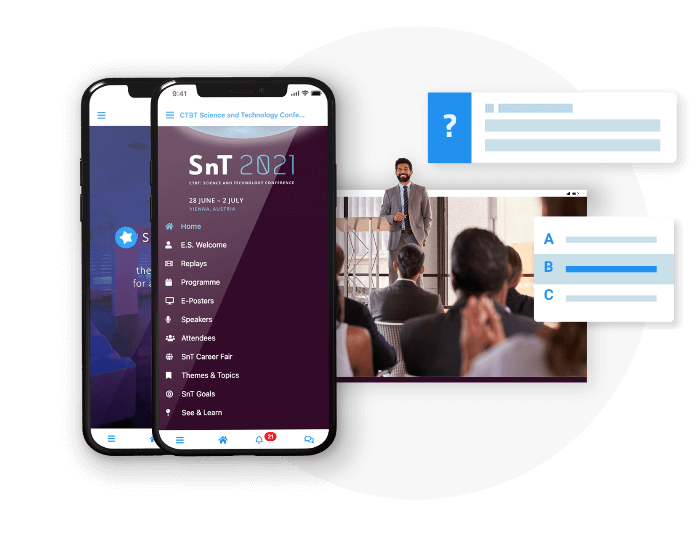 9:41
CTBT Science and Technology Confe...
SnT 2021
CTBT: SCIENCE AND TECHNOLOGY CONFERENCE
28 JUNE – 2 JULY
VIENNA, AUSTRIA
Home
E.S. Welcome
Replays
Programme
E-Posters
Speakers
Attendees
SnT Career Fair
Themes & Topics
SnT Goals
See & Learn
21
S
the
for a
?
A
B
C